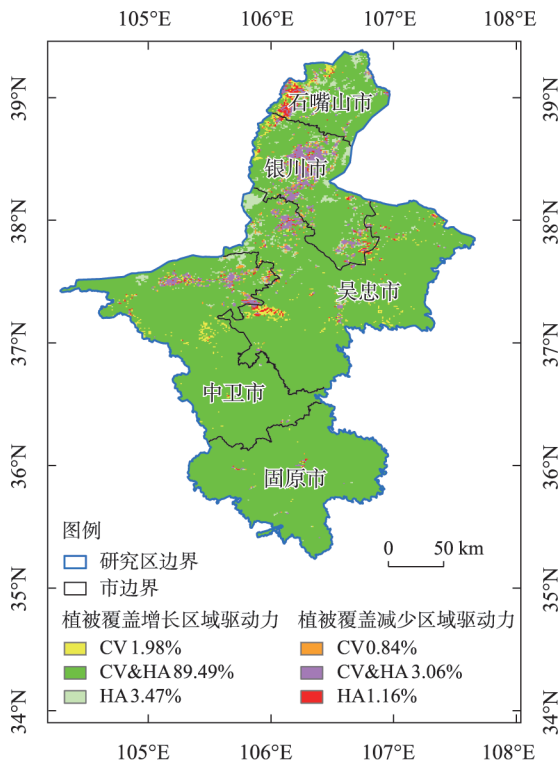 105°E 106°E 107°E 108°E
39°N 39°N
石嘴山市
银川市
38°N 38°N
吴忠市
37°N 37°N
中卫市
36°N 36°N
固原市
图例
研究区边界
0 50 km
市边界
35°N 35°N
植被覆盖增长区域驱动力 植被覆盖减少区域驱动力
CV 1.98% CV 0.84%
CV&HA 89.49% CV&HA 3.06%
HA 3.47% HA 1.16%
34°N 34°N
105°E 106°E 107°E 108°E